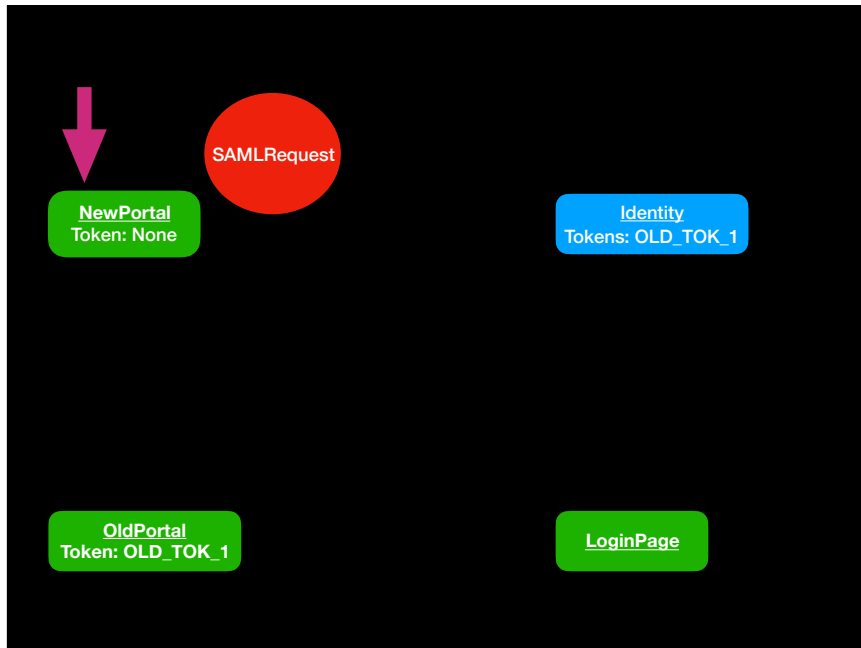 SAMLRequest
NewPortal
Token: None
Identity
Tokens: OLD_TOK_1
OldPortal
Token: OLD_TOK_1
LoginPage